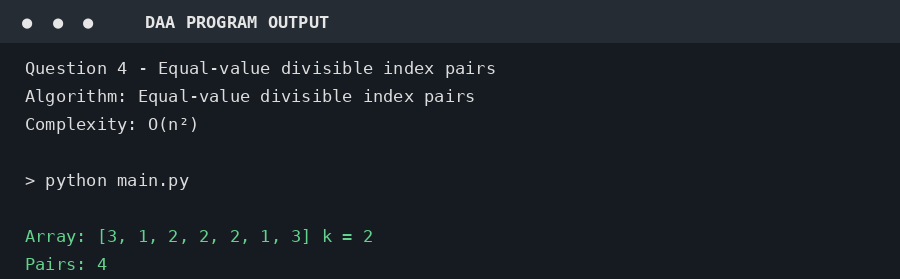 DAA PROGRAM OUTPUT
Question 4 - Equal-value divisible index pairs
Algorithm: Equal-value divisible index pairs
Complexity: O(n²)
> python main.py
Array: [3, 1, 2, 2, 2, 1, 3] k = 2
Pairs: 4